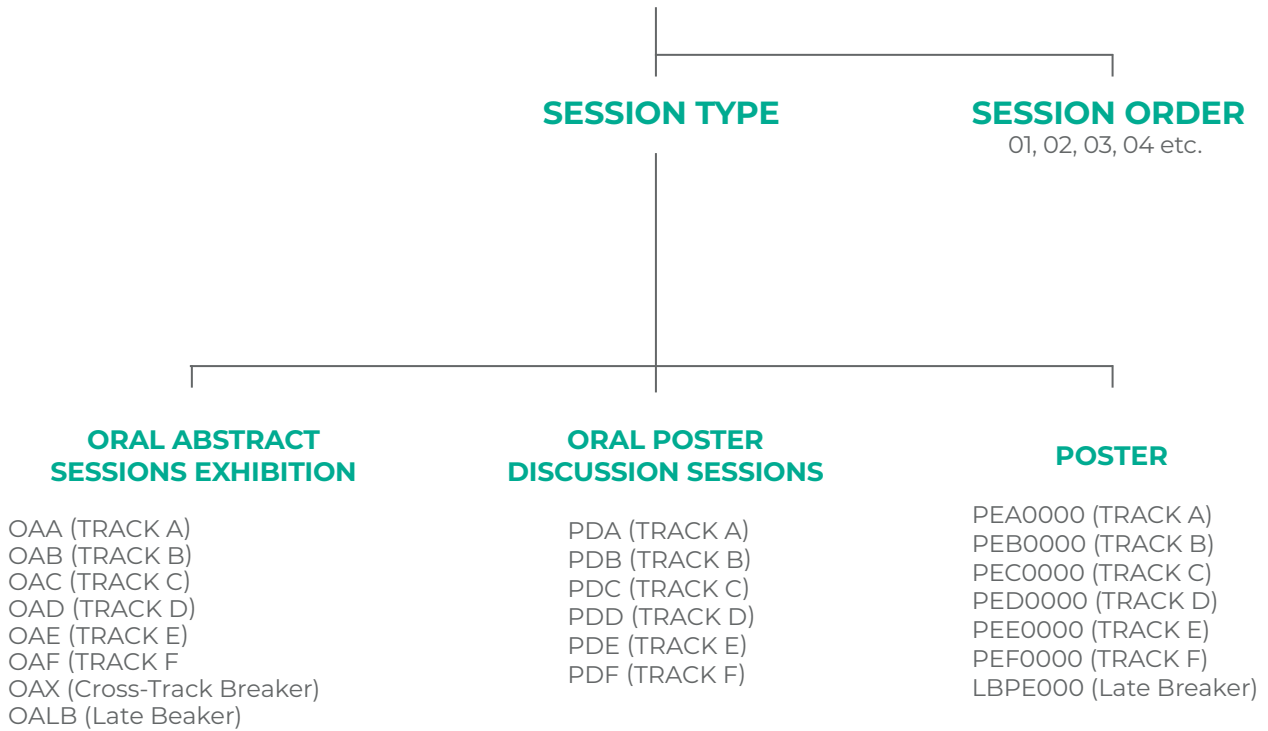 SESSION TYPE
SESSION ORDER
01, 02, 03, 04 etc.
ORAL ABSTRACT
SESSIONS EXHIBITION
OAA (TRACK A)
OAB (TRACK B)
OAC (TRACK C)
OAD (TRACK D)
OAE (TRACK E)
OAF (TRACK F
OAX (Cross-Track Breaker)
OALB (Late Beaker)
ORAL POSTER
DISCUSSION SESSIONS
PDA (TRACK A)
PDB (TRACK B)
PDC (TRACK C)
PDD (TRACK D)
PDE (TRACK E)
PDF (TRACK F)
POSTER
PEA0000 (TRACK A)
PEB0000 (TRACK B)
PEC0000 (TRACK C)
PED0000 (TRACK D)
PEE0000 (TRACK E)
PEF0000 (TRACK F)
LBPE000 (Late Breaker)